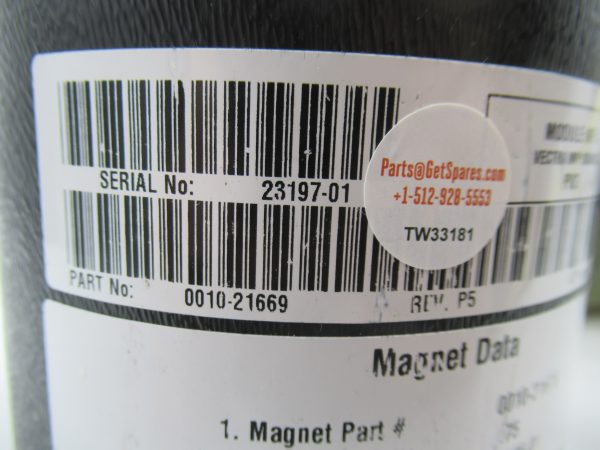 SERIAL No: 23197-01
Parts@GetSpares.com
+1-512-928-5553
TW33181
PART No: 0010-21669 REV. P5
Magnet Data
1. Magnet Part #